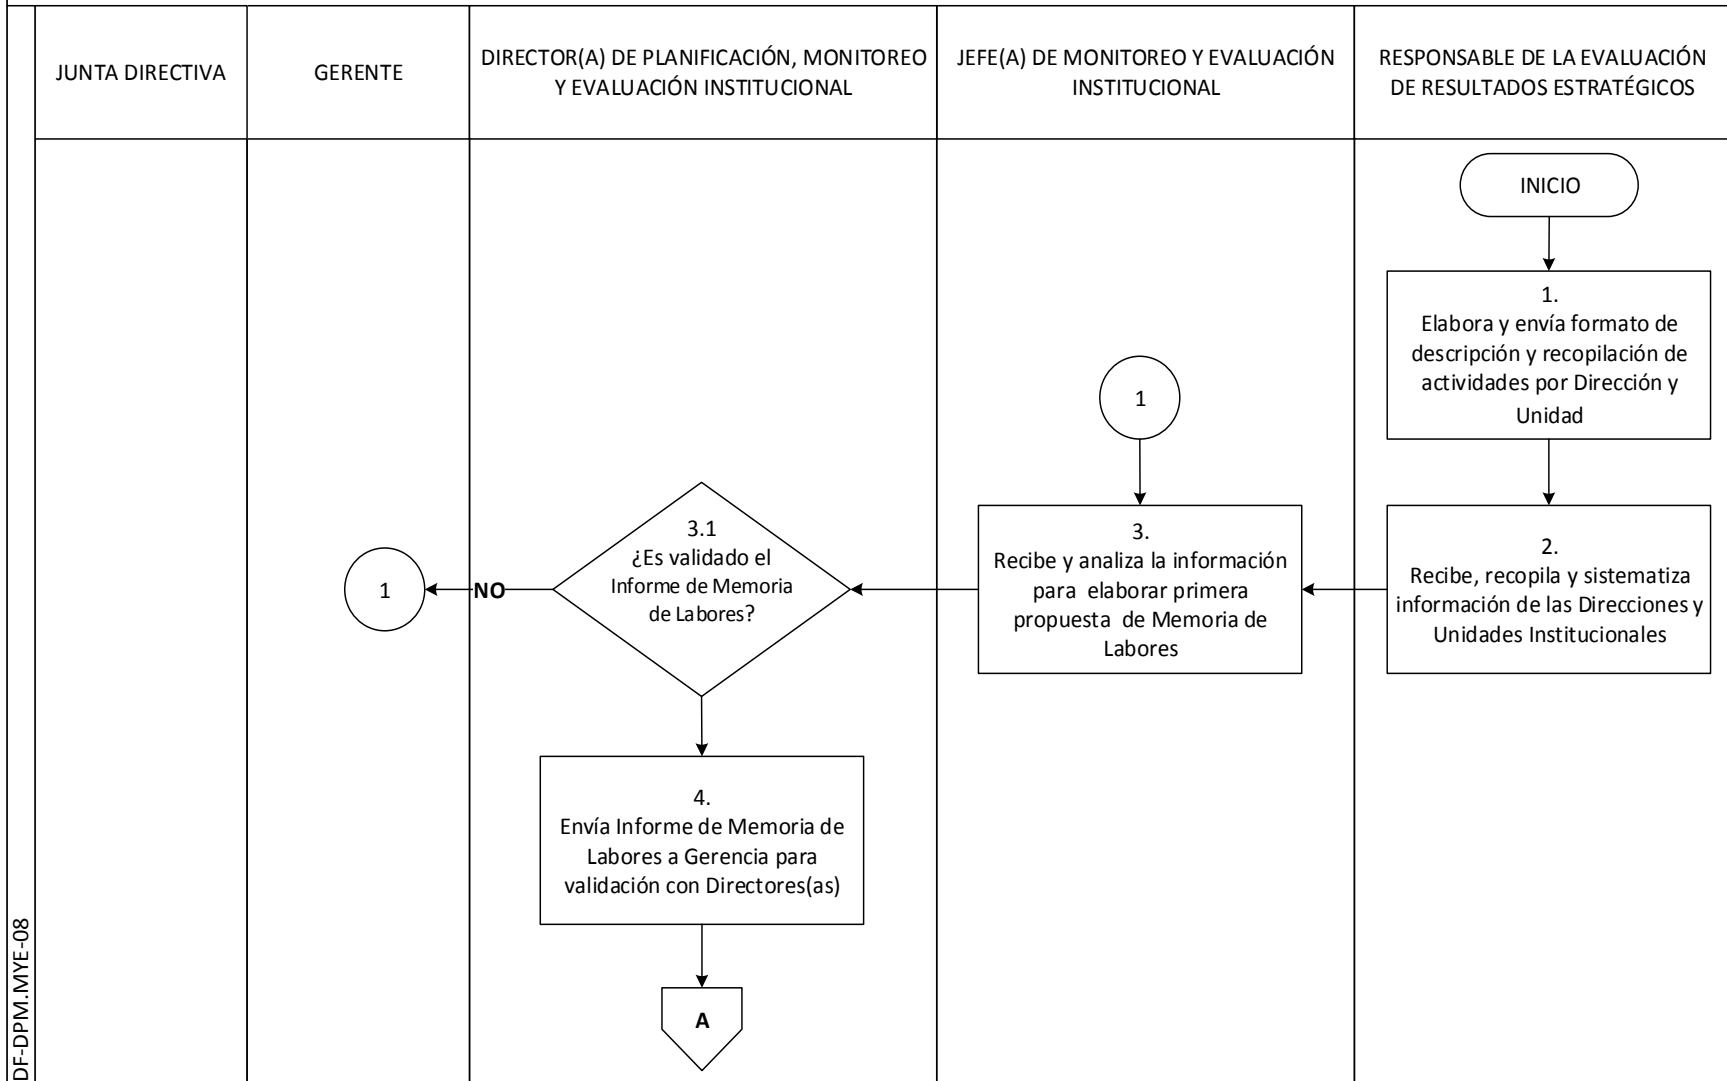 JUNTA DIRECTIVA
GERENTE
DIRECTOR(A) DE PLANIFICACIÓN, MONITOREO
Y EVALUACIÓN INSTITUCIONAL
JEFE(A) DE MONITOREO Y EVALUACIÓN
INSTITUCIONAL
RESPONSABLE DE LA EVALUACIÓN
DE RESULTADOS ESTRATÉGICOS
INICIO
1.
Elabora y envía formato de
descripción y recopilación de
actividades por Dirección y
Unidad
2.
Recibe, recopila y sistematiza
información de las Direcciones y
Unidades Institucionales
1
3.
Recibe y analiza la información
para elaborar primera
propuesta de Memoria de
Labores
3.1
¿Es validado el
Informe de Memoria
de Labores?
NO
1
4.
Envía Informe de Memoria de
Labores a Gerencia para
validación con Directores(as)
A
DF-DPM.MYE-08